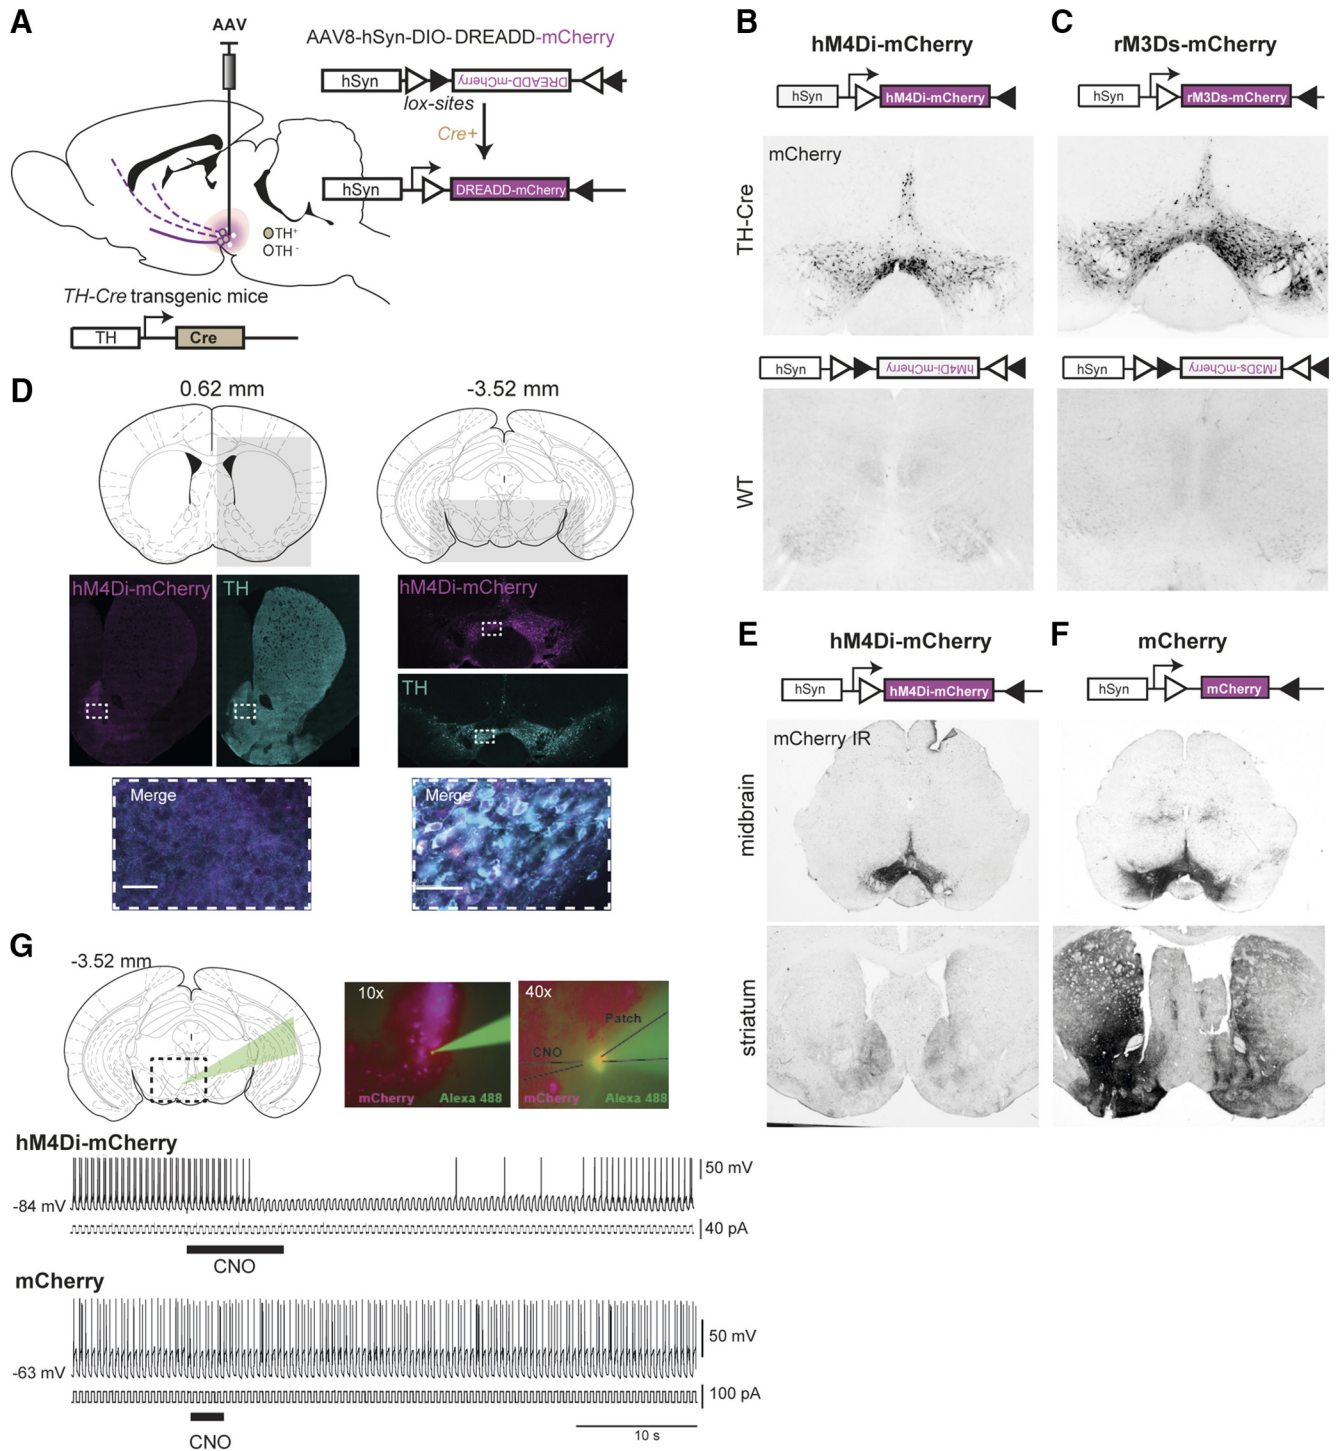 A
AAV
AAV8-hSyn-DIO-DREADD-mCherry
hSyn
DREADD-mCherry
lox-sites
Cre+
hSyn
DREADD-mCherry
TH+
TH-
TH-Cre transgenic mice
TH
Cre
B
hM4Di-mCherry
hSyn
hM4Di-mCherry
mCherry
TH-Cre
hSyn
hM4Di-mCherry
WT
C
rM3Ds-mCherry
hSyn
rM3Ds-mCherry
hSyn
rM3Ds-mCherry
D
0.62 mm
-3.52 mm
hM4Di-mCherry
TH
hM4Di-mCherry
TH
Merge
Merge
E
hM4Di-mCherry
hSyn
hM4Di-mCherry
mCherry IR
midbrain
striatum
F
mCherry
hSyn
mCherry
G
-3.52 mm
10x
mCherry
Alexa 488
40x
Patch
CNO
mCherry
Alexa 488
hM4Di-mCherry
50 mV
-84 mV
40 pA
CNO
mCherry
50 mV
-63 mV
100 pA
CNO
10 s